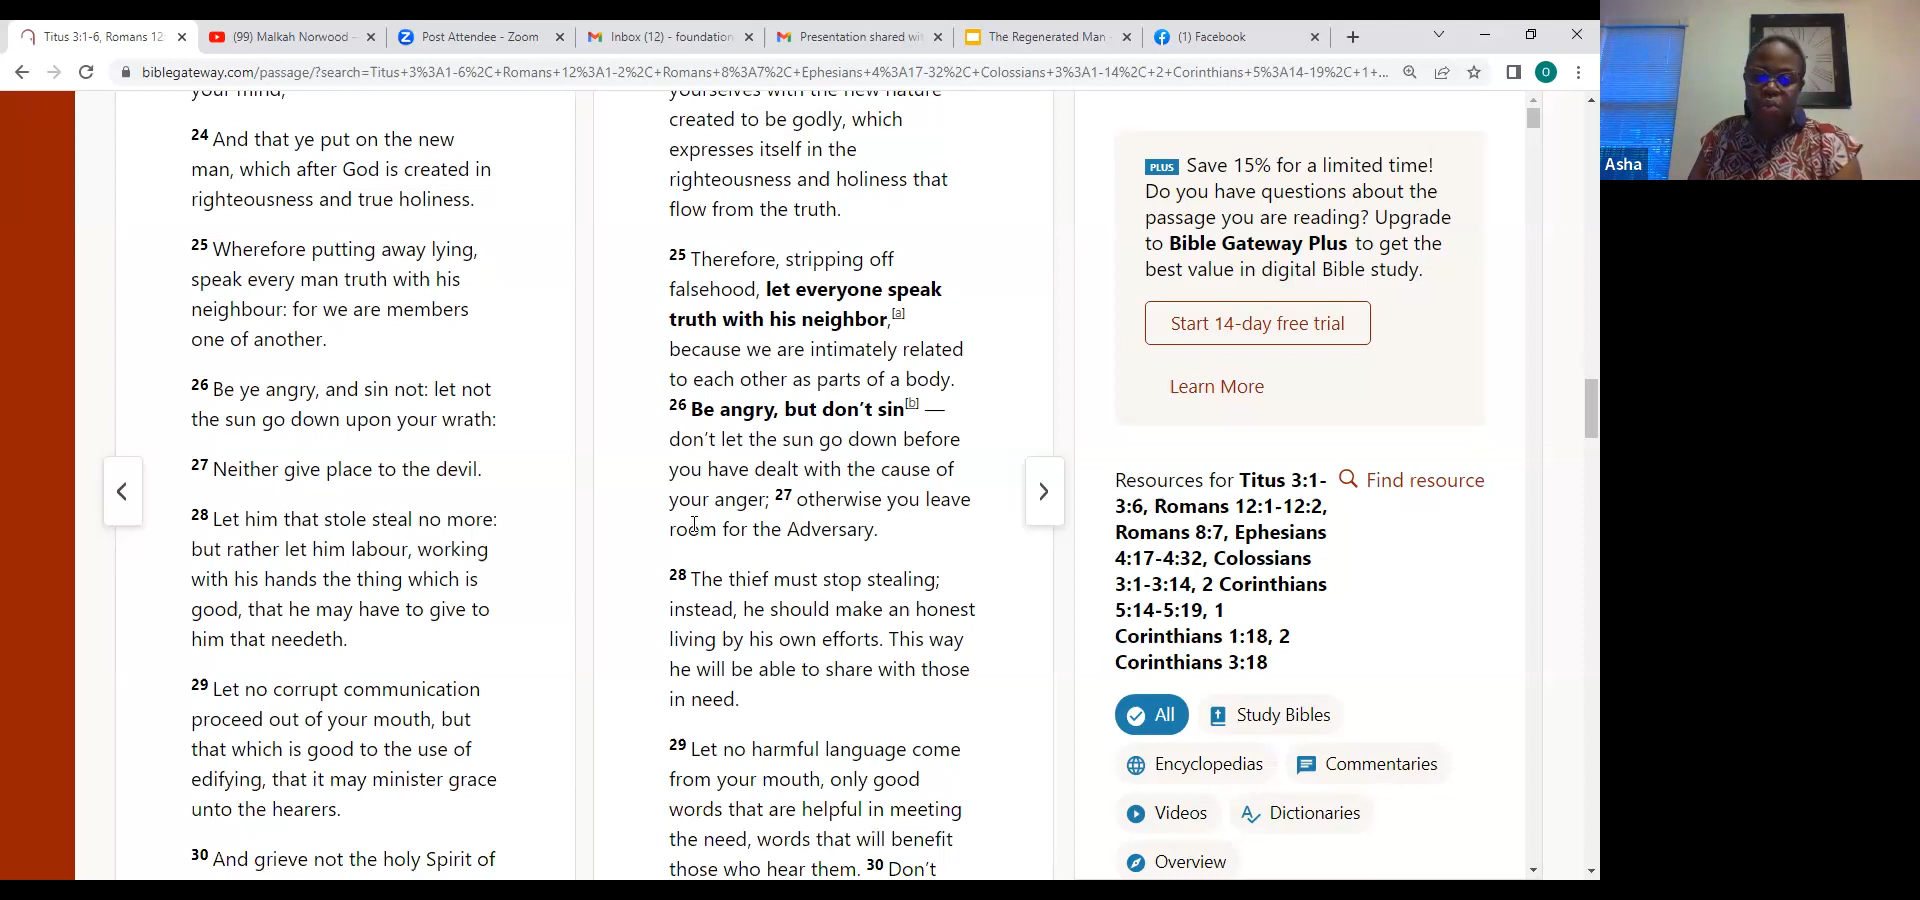 Titus 3:1-6, Romans 12:
(99) Malkah Norwood -
Post Attendee - Zoom
Inbox (12) - foundation
Presentation shared wi
The Regenerated Man -
(1) Facebook
biblegateway.com/passage/?search=Titus+3%3A1-6%2C+Romans+12%3A1-2%2C+Romans+8%3A7%2C+Ephesians+4%3A17-32%2C+Colossians+3%3A1-14%2C+2+Corinthians+5%3A14-19%2C+1+...
O
Asha
your mind;
24 And that ye put on the new
man, which after God is created in
righteousness and true holiness.
25 Wherefore putting away lying,
speak every man truth with his
neighbour: for we are members
one of another.
26 Be ye angry, and sin not: let not
the sun go down upon your wrath:
27 Neither give place to the devil.
28 Let him that stole steal no more:
but rather let him labour, working
with his hands the thing which is
good, that he may have to give to
him that needeth.
29 Let no corrupt communication
proceed out of your mouth, but
that which is good to the use of
edifying, that it may minister grace
unto the hearers.
30 And grieve not the holy Spirit of
yourselves with the new nature
created to be godly, which
expresses itself in the
righteousness and holiness that
flow from the truth.
25 Therefore, stripping off
falsehood, let everyone speak
truth with his neighbor,[a]
because we are intimately related
to each other as parts of a body.
26 Be angry, but don't sin[b] —
don't let the sun go down before
you have dealt with the cause of
your anger; 27 otherwise you leave
room for the Adversary.
28 The thief must stop stealing;
instead, he should make an honest
living by his own efforts. This way
he will be able to share with those
in need.
29 Let no harmful language come
from your mouth, only good
words that are helpful in meeting
the need, words that will benefit
those who hear them. 30 Don't
PLUS Save 15% for a limited time!
Do you have questions about the
passage you are reading? Upgrade
to Bible Gateway Plus to get the
best value in digital Bible study.
Start 14-day free trial
Learn More
Resources for Titus 3:1-
3:6, Romans 12:1-12:2,
Romans 8:7, Ephesians
4:17-4:32, Colossians
3:1-3:14, 2 Corinthians
5:14-5:19, 1
Corinthians 1:18, 2
Corinthians 3:18
Find resource
All
Study Bibles
Encyclopedias
Commentaries
Videos
Dictionaries
Overview